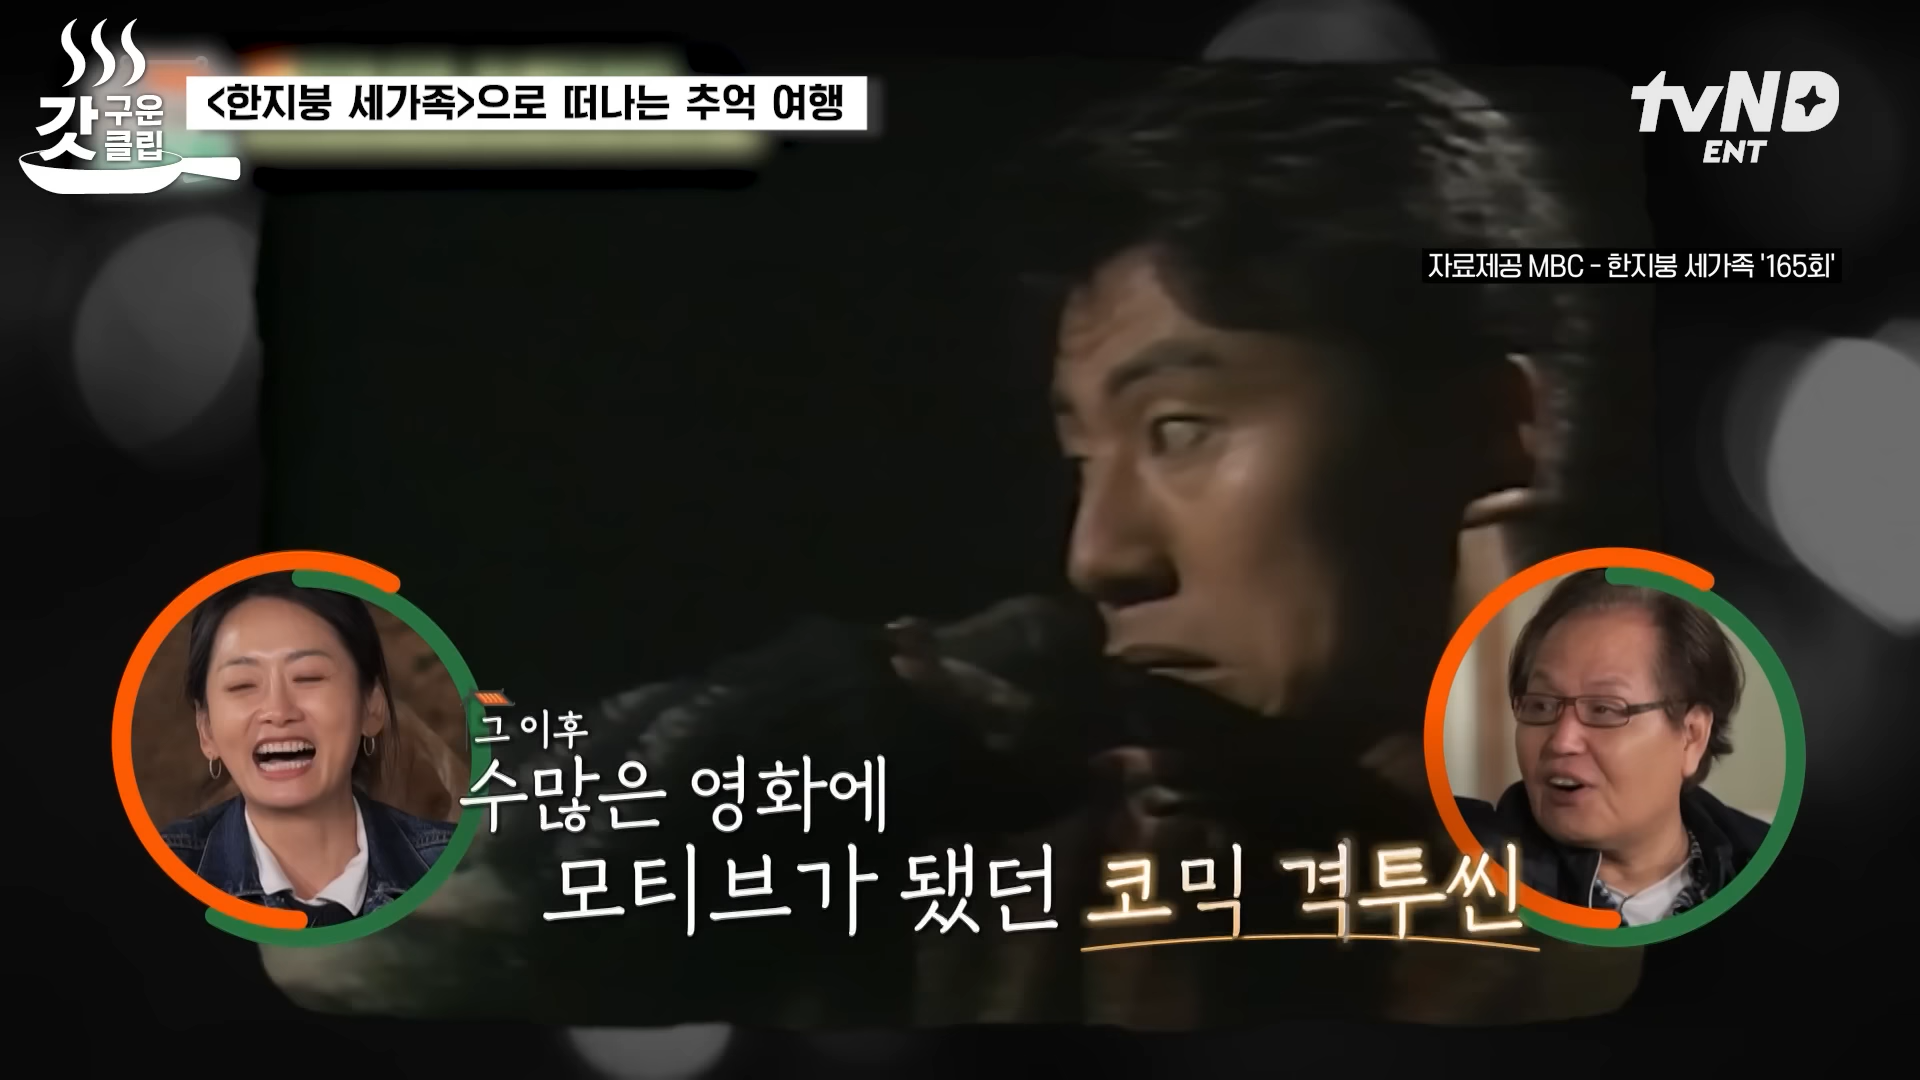 갓 구운 클립
<한지붕 세가족>으로 떠나는 추억 여행
tvND
ENT
자료제공 MBC - 한지붕 세가족 '165회'
그 이후
수많은 영화에
모티브가 됐던 코믹 격투씬